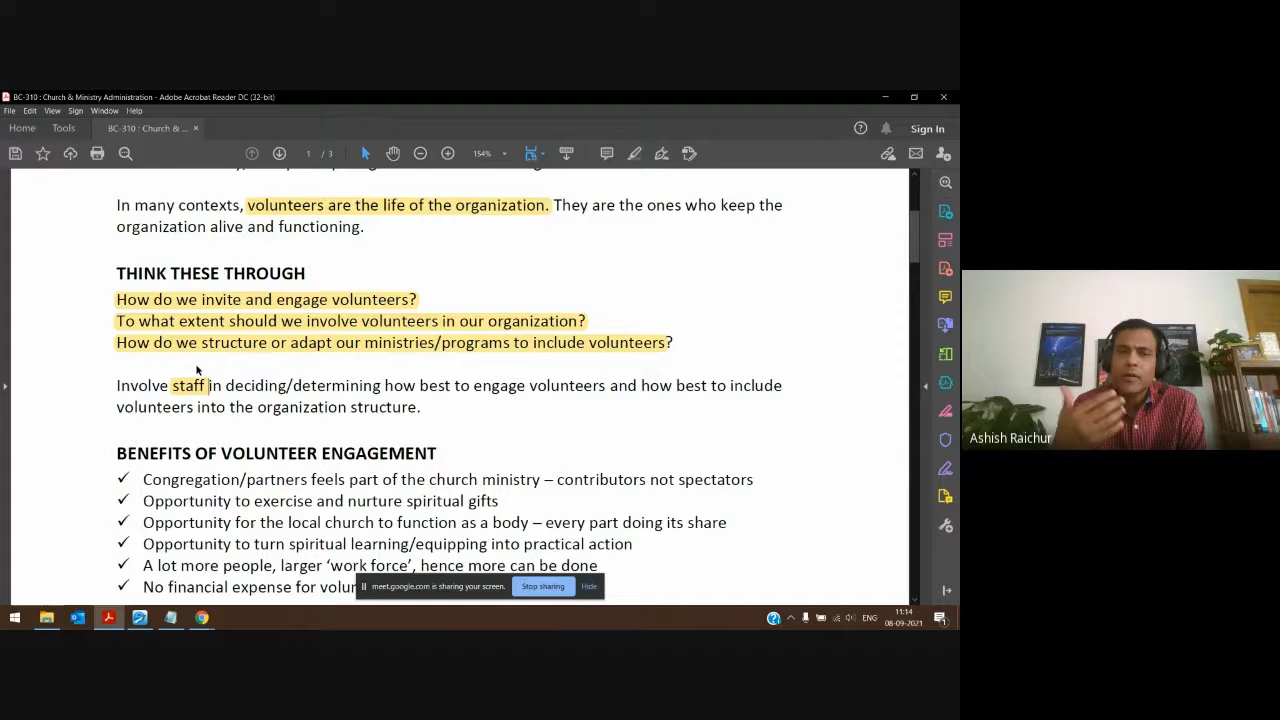 BC-310 : Church & Ministry Administration - Adobe Acrobat Reader DC (32-bit)
File Edit View Sign Window Help
Home Tools BC-310 : Church & ... × Sign In
1 / 3 154%
In many contexts, volunteers are the life of the organization. They are the ones who keep the
organization alive and functioning.
THINK THESE THROUGH
How do we invite and engage volunteers?
To what extent should we involve volunteers in our organization?
How do we structure or adapt our ministries/programs to include volunteers?
Involve staff in deciding/determining how best to engage volunteers and how best to include
volunteers into the organization structure.
Ashish Raichur
BENEFITS OF VOLUNTEER ENGAGEMENT
✓ Congregation/partners feels part of the church ministry – contributors not spectators
✓ Opportunity to exercise and nurture spiritual gifts
✓ Opportunity for the local church to function as a body – every part doing its share
✓ Opportunity to turn spiritual learning/equipping into practical action
✓ A lot more people, larger ‘work force’, hence more can be done
✓ No financial expense for
meet.google.com is sharing your screen. Stop sharing Hide
ENG
11:14
08-09-2021